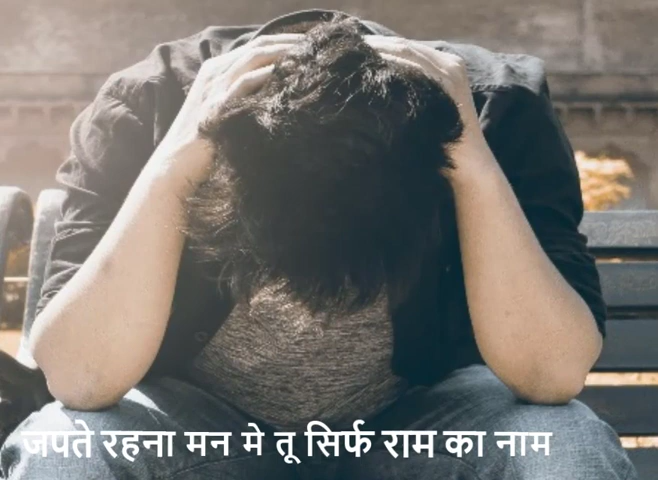 जपते रहना मन मे तू सिर्फ राम का नाम